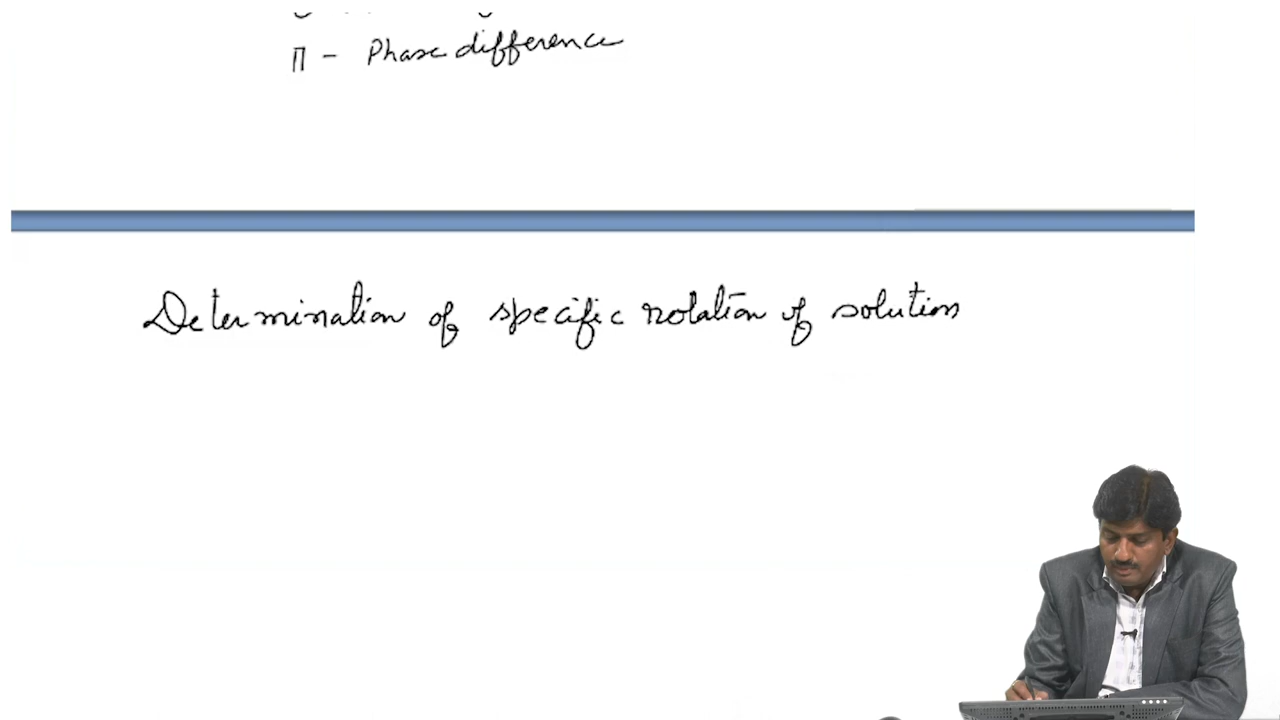 Π - Phase difference
Determination of specific rotation of solution